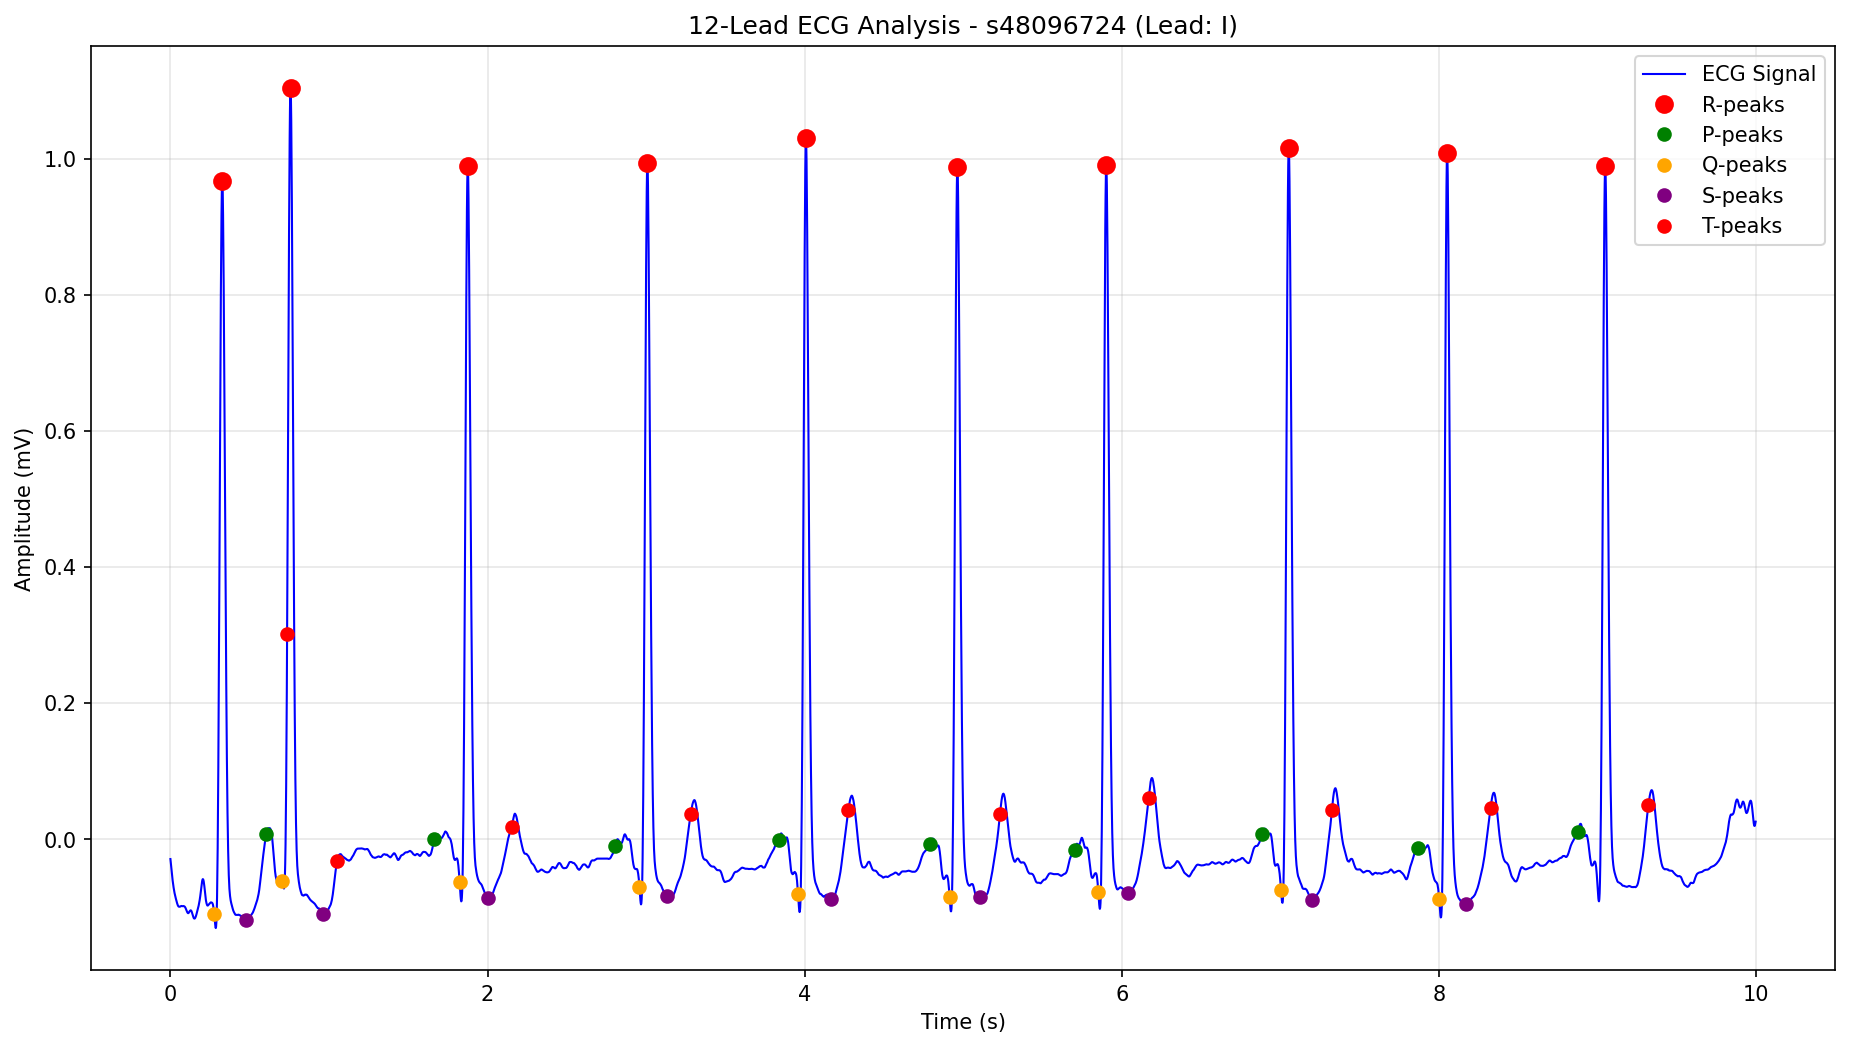 12-Lead ECG Analysis - s48096724 (Lead: I)
ECG Signal
R-peaks
P-peaks
Q-peaks
S-peaks
T-peaks
Amplitude (mV)
1.0
0.8
0.6
0.4
0.2
0.0
0 2 4 6 8 10
Time (s)